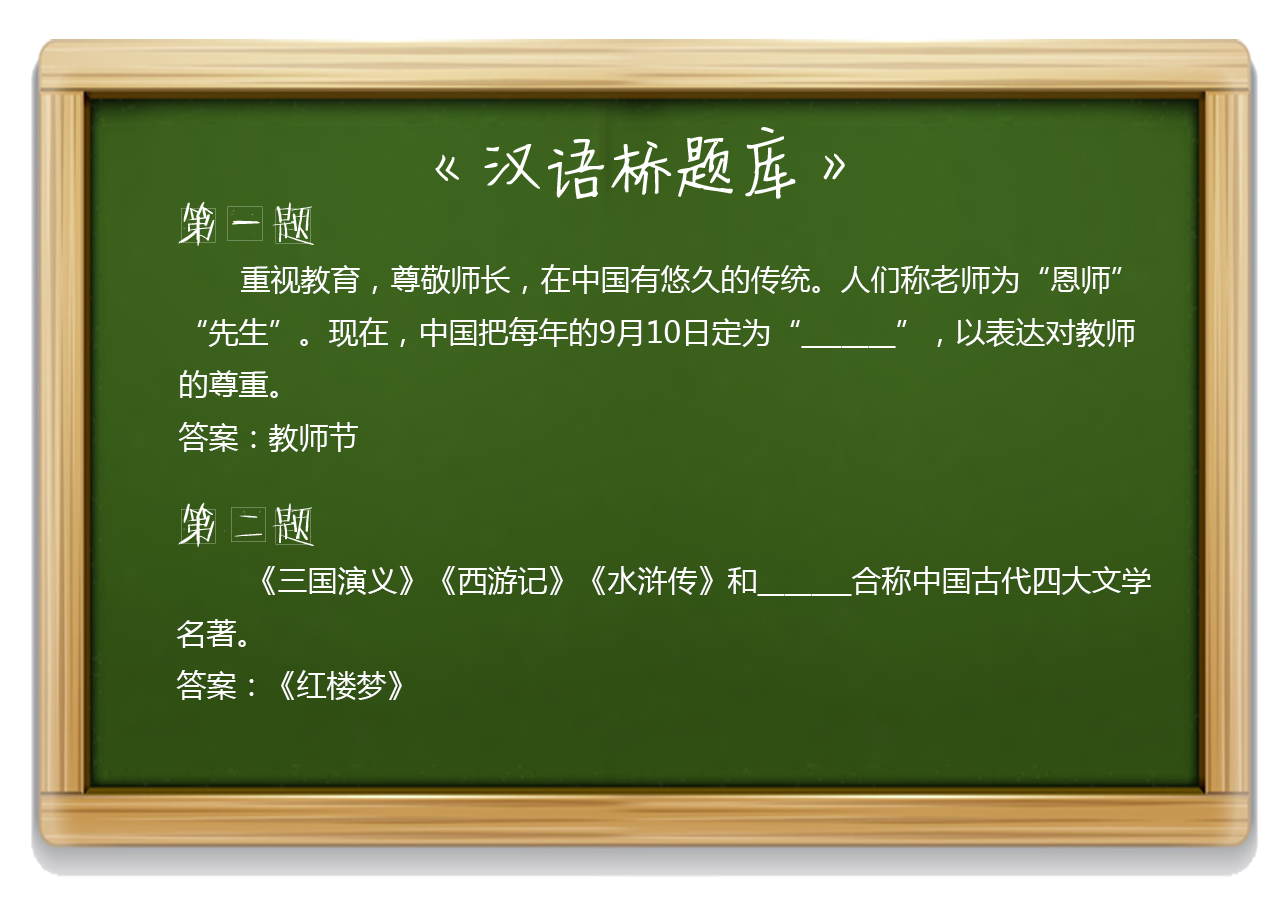 《汉语桥题库》
第一题
重视教育，尊敬师长，在中国有悠久的传统。人们称老师为“恩师”
“先生”。现在，中国把每年的9月10日定为“_______”，以表达对教师
的尊重。
答案：教师节
第二题
《三国演义》《西游记》《水浒传》和_______合称中国古代四大文学
名著。
答案：《红楼梦》